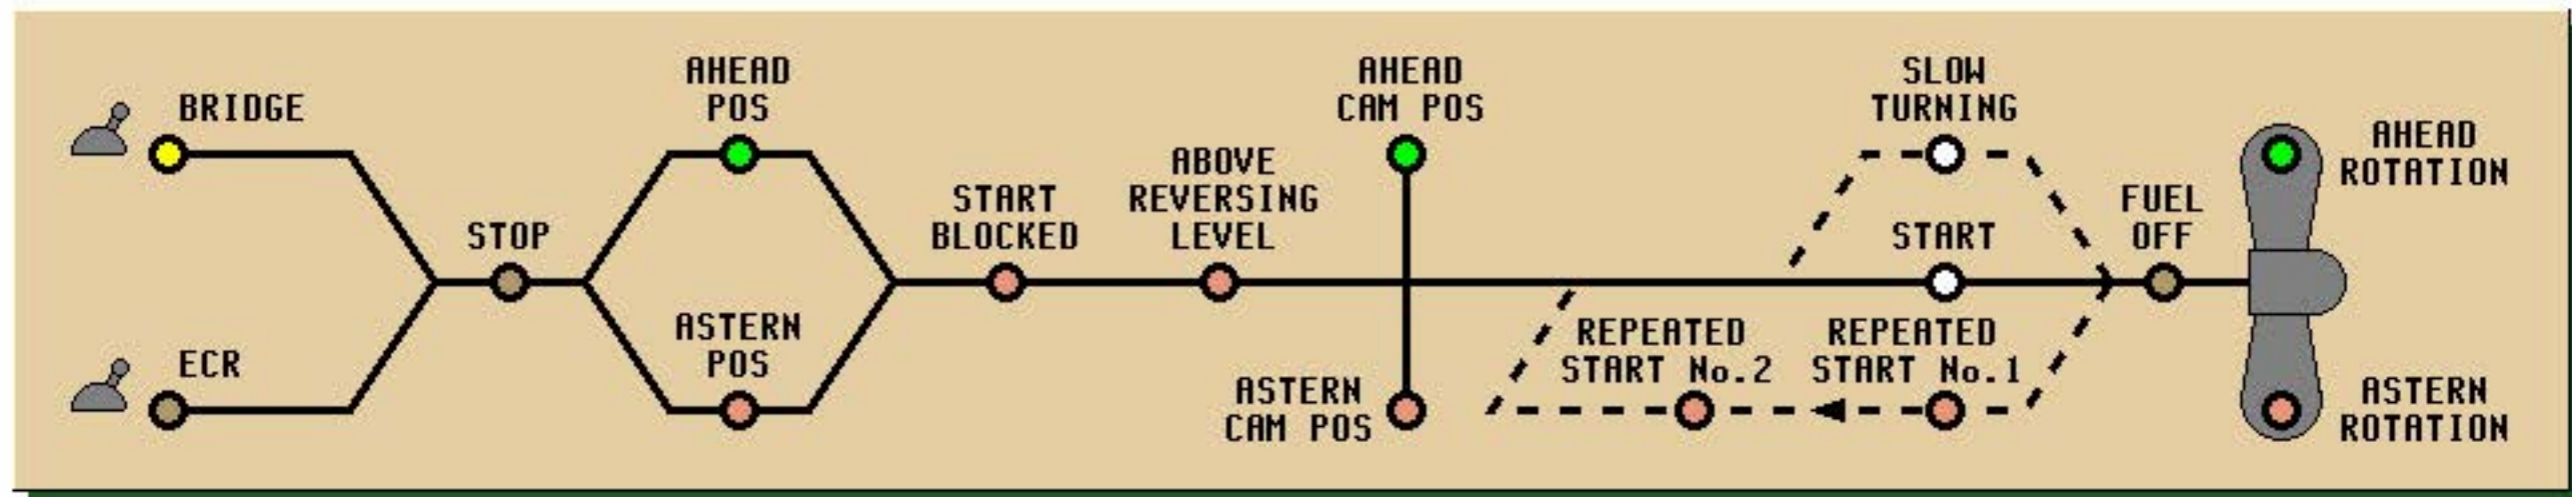 BRIDGE
ECR
STOP
AHEAD
POS
ASTERN
POS
START
BLOCKED
ABOVE
REVERSING
LEVEL
AHEAD
CAM POS
ASTERN
CAM POS
SLOW
TURNING
START
REPEATED
START No.2
REPEATED
START No.1
FUEL
OFF
AHEAD
ROTATION
ASTERN
ROTATION